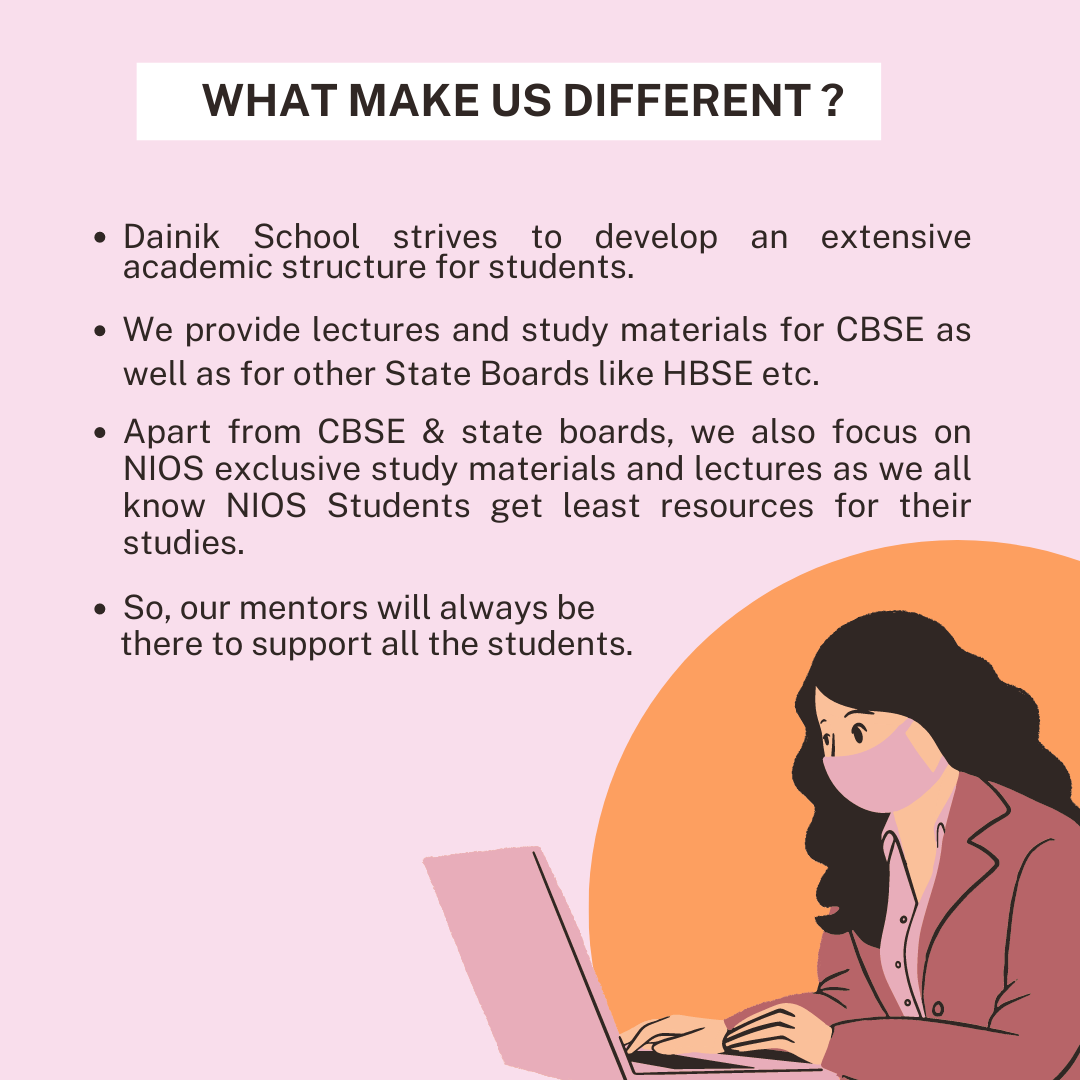 WHAT MAKE US DIFFERENT ?
• Dainik School strives to develop an extensive
academic structure for students.
• We provide lectures and study materials for CBSE as
well as for other State Boards like HBSE etc.
• Apart from CBSE & state boards, we also focus on
NIOS exclusive study materials and lectures as we all
know NIOS Students get least resources for their
studies.
• So, our mentors will always be
there to support all the students.